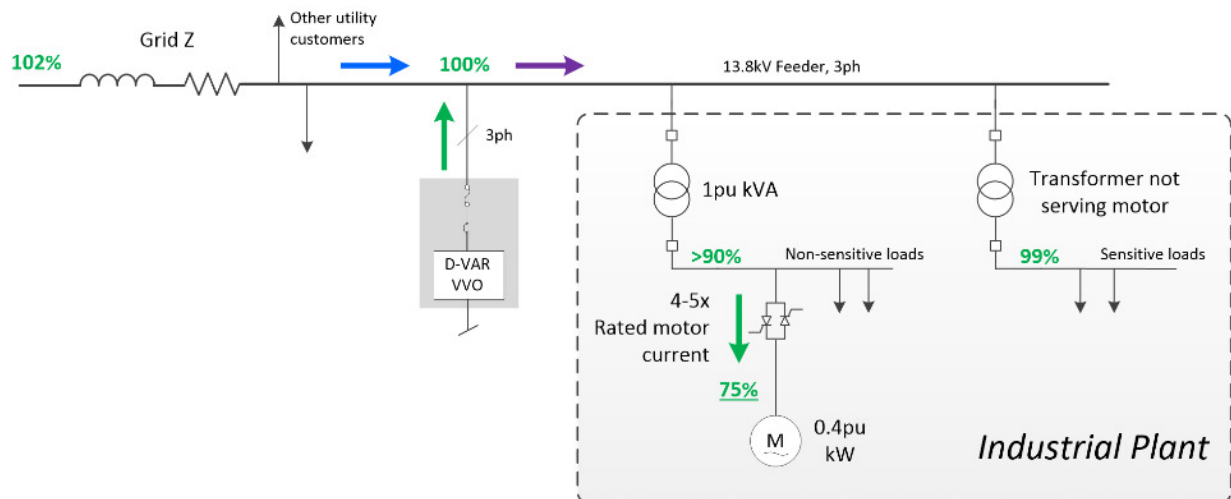 Other utility
customers
Grid Z
102%
100%
13.8kV Feeder, 3ph
3ph
D-VAR
VVO
1pu kVA
Transformer not
serving motor
>90%
Non-sensitive loads
99%
Sensitive loads
4-5x
Rated motor
current
75%
M
0.4pu
kW
Industrial Plant